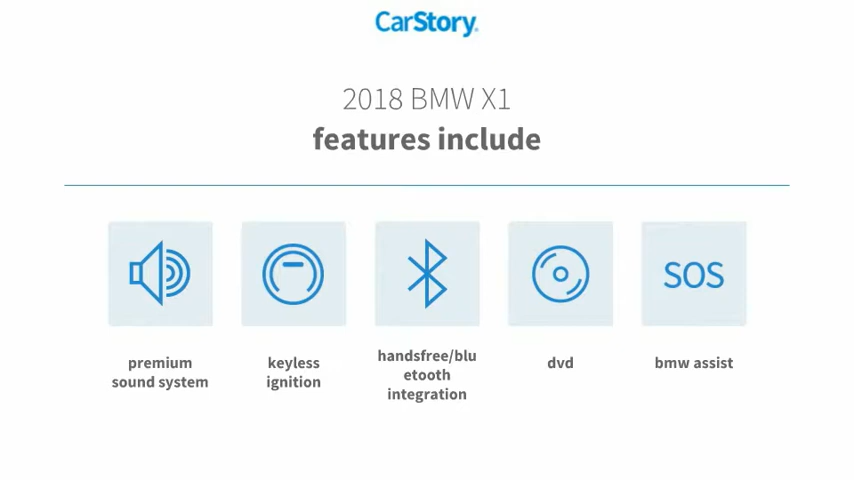 CarStory.
2018 BMW X1
features include
SOS
premium
sound system
keyless
ignition
handsfree/blu
etooth
integration
dvd
bmw assist